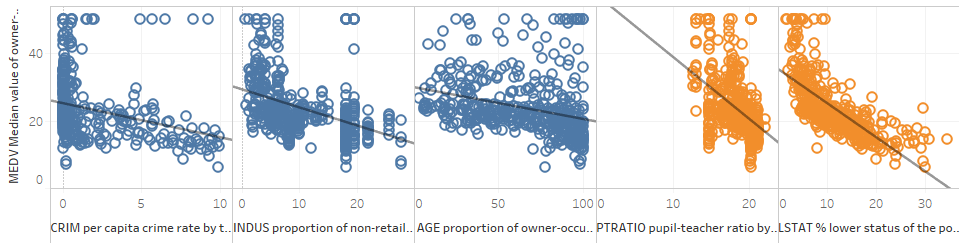 MEDV Median value of owner-..
40
20
0
0 5 10 0 10 20 0 50 100 0 10 20 0 10 20 30
CRIM per capita crime rate by t.. INDUS proportion of non-retail.. AGE proportion of owner-occu.. PTRATIO pupil-teacher ratio by.. LSTAT % lower status of the po..